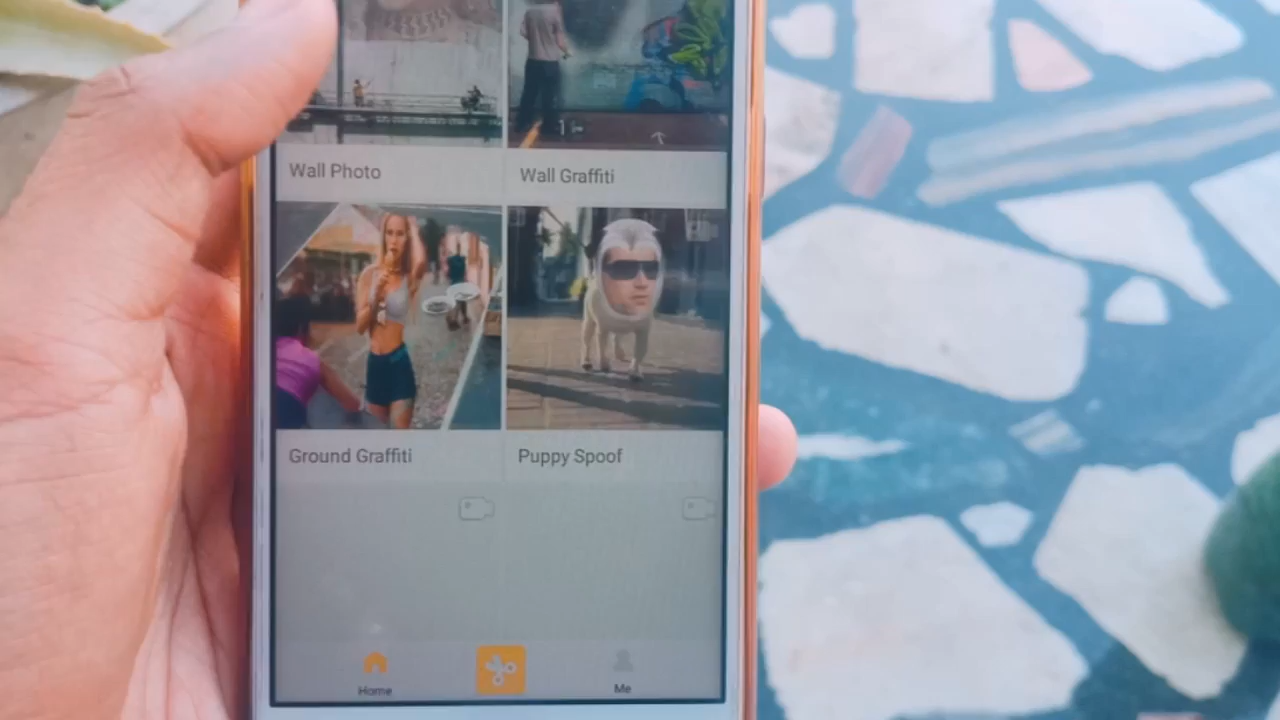 Wall Photo
Wall Graffiti
Ground Graffiti
Puppy Spoof
Home
Me